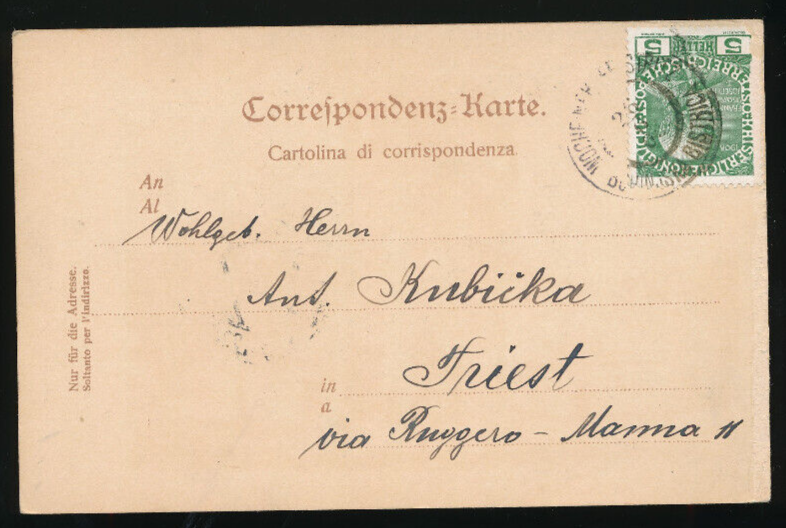 Correſpondenz-Karte.
Cartolina di corrispondenza.
An
Al
Wohlgeb. Herrn
Ant. Kubička
in Triest
a
via Ruggero-Manna 11
Nur für die Adresse.
Soltanto per l'indirizzo.
5 HELLER 5